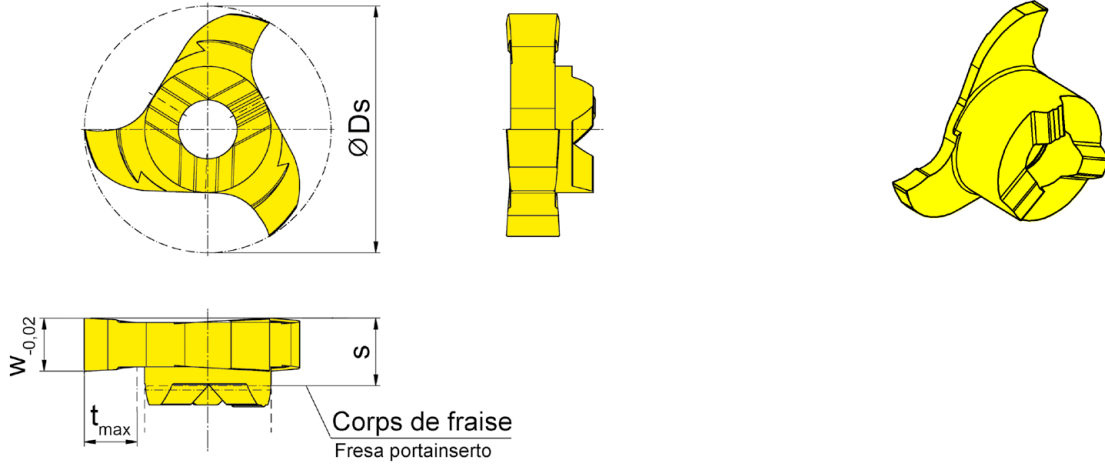 ØDs
w-0,02
s
tmax
Corps de fraise
Fresa portainserto